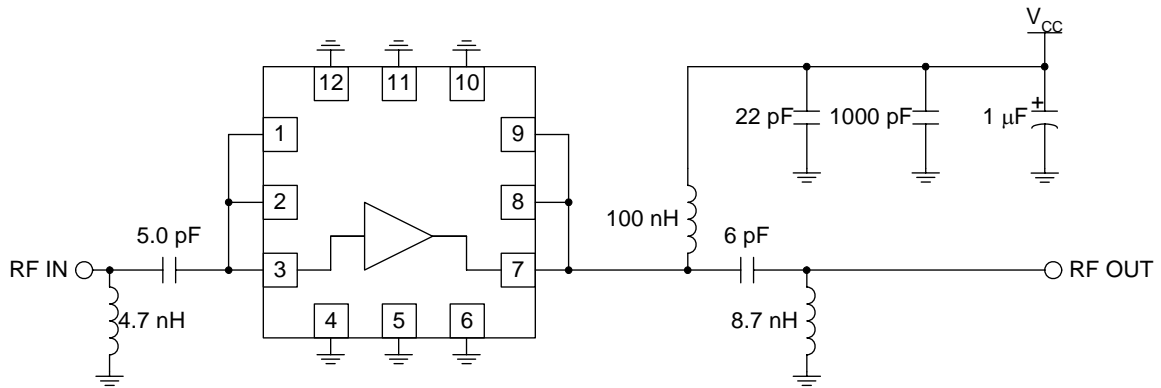 V_CC
12 11 10
1
9
22 pF
1000 pF
1 μF
+
2
8
5.0 pF
100 nH
6 pF
RF IN
3
7
RF OUT
4.7 nH
4 5 6
8.7 nH